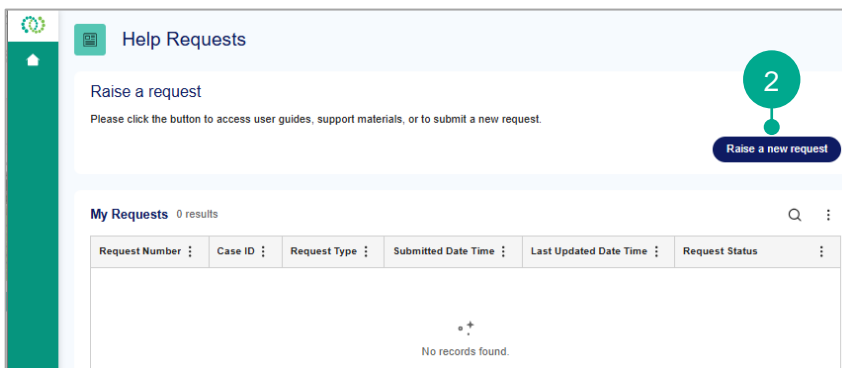 Help Requests
2
Raise a request
Please click the button to access user guides, support materials, or to submit a new request.
Raise a new request
My Requests 0 results
Request Number Case ID Request Type Submitted Date Time Last Updated Date Time Request Status
No records found.